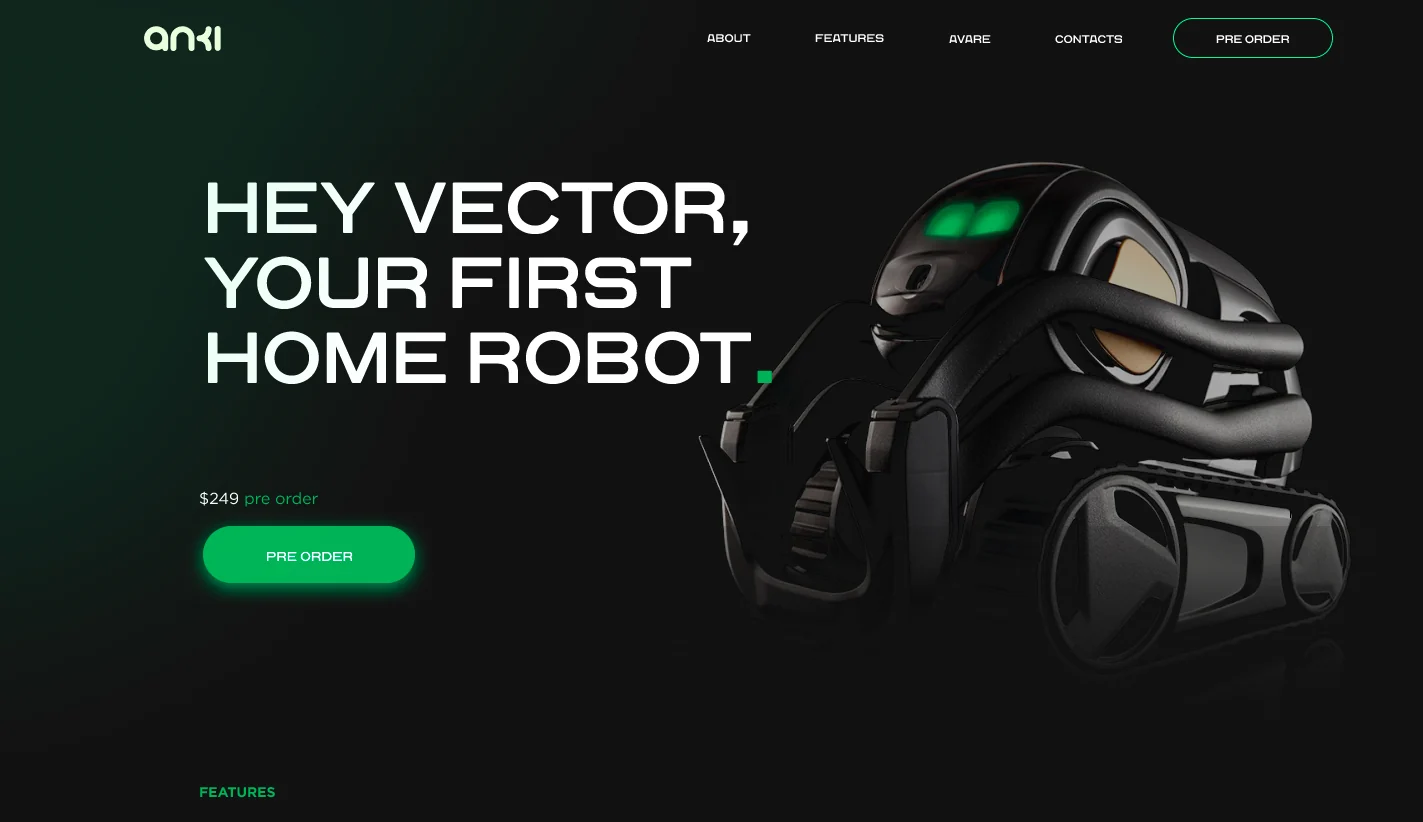 anki
ABOUT
FEATURES
AVARE
CONTACTS
PRE ORDER
HEY VECTOR,
YOUR FIRST
HOME ROBOT.
$249 pre order
PRE ORDER
FEATURES